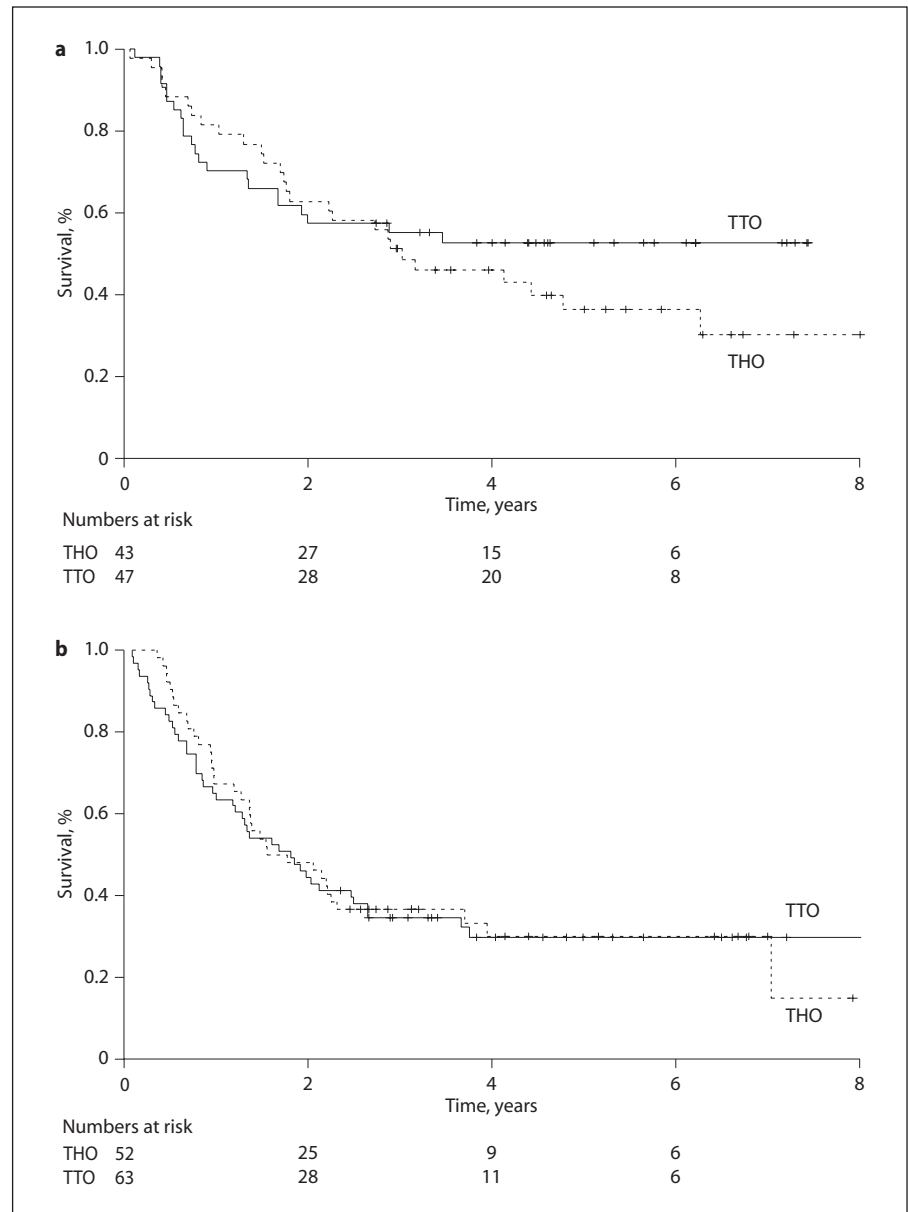 a
1.0
0.8
0.6
0.4
0.2
0
Survival, %
TTO
THO
0 2 4 6 8
Time, years
Numbers at risk
THO 43 27 15 6
TTO 47 28 20 8
b
1.0
0.8
0.6
0.4
0.2
0
Survival, %
TTO
THO
0 2 4 6 8
Time, years
Numbers at risk
THO 52 25 9 6
TTO 63 28 11 6